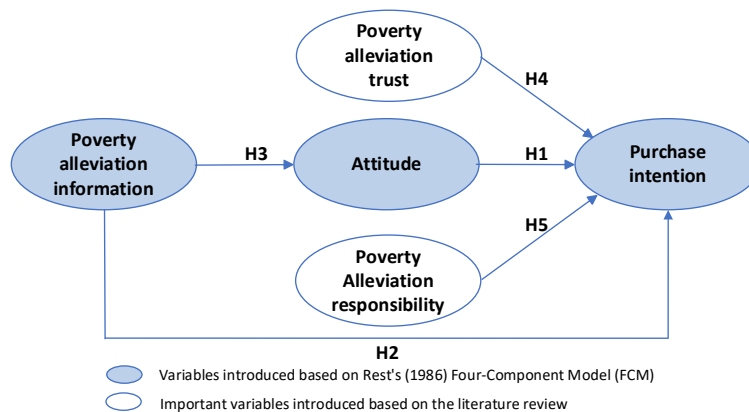 Poverty
alleviation
trust
H4
Poverty
alleviation
information
H3
Attitude
H1
Purchase
intention
H5
Poverty
Alleviation
responsibility
H2
Variables introduced based on Rest's (1986) Four-Component Model (FCM)
Important variables introduced based on the literature review